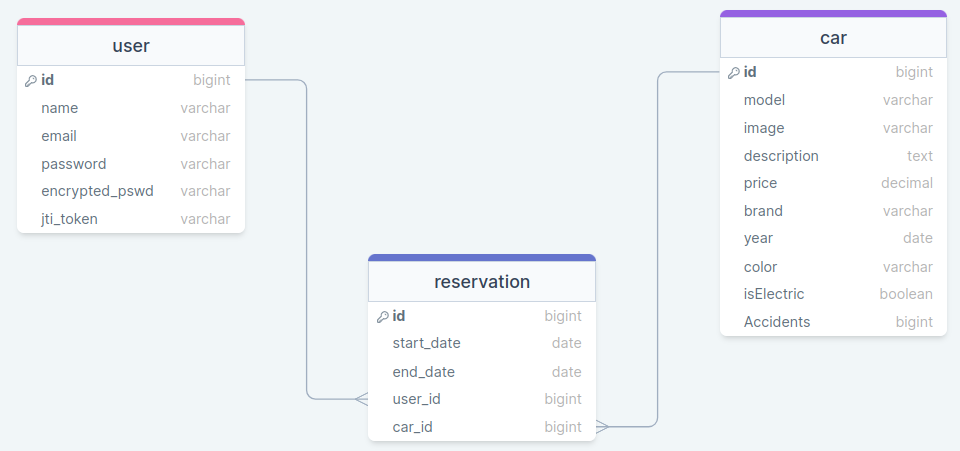 user
id bigint
name varchar
email varchar
password varchar
encrypted_pswd varchar
jti_token varchar
car
id bigint
model varchar
image varchar
description text
price decimal
brand varchar
year date
color varchar
isElectric boolean
Accidents bigint
reservation
id bigint
start_date date
end_date date
user_id bigint
car_id bigint